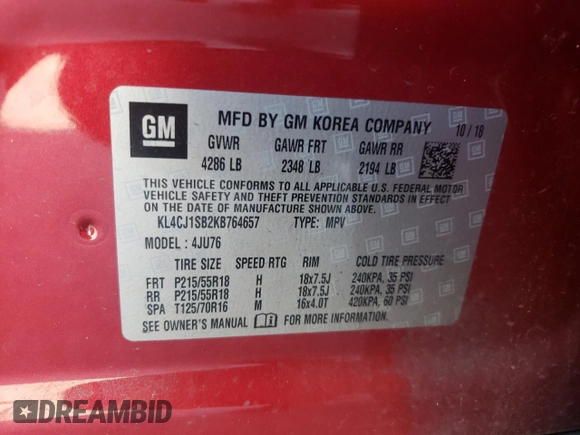 GM
MFD BY GM KOREA COMPANY 10/18
GVWR GAWR FRT GAWR RR
4286 LB 2348 LB 2194 LB
THIS VEHICLE CONFORMS TO ALL APPLICABLE U.S. FEDERAL MOTOR
VEHICLE SAFETY AND THEFT PREVENTION STANDARDS IN EFFECT ON
THE DATE OF MANUFACTURE SHOWN ABOVE.
KL4CJ1SB2KB764657 TYPE: MPV
MODEL : 4JU76
TIRE SIZE SPEED RTG RIM COLD TIRE PRESSURE
FRT P215/55R18 H 18x7.5J 240KPA, 35 PSI
RR P215/55R18 H 18x7.5J 240KPA, 35 PSI
SPA T125/70R16 M 16x4.0T 420KPA, 60 PSI
SEE OWNER'S MANUAL FOR MORE INFORMATION
DREAMBID